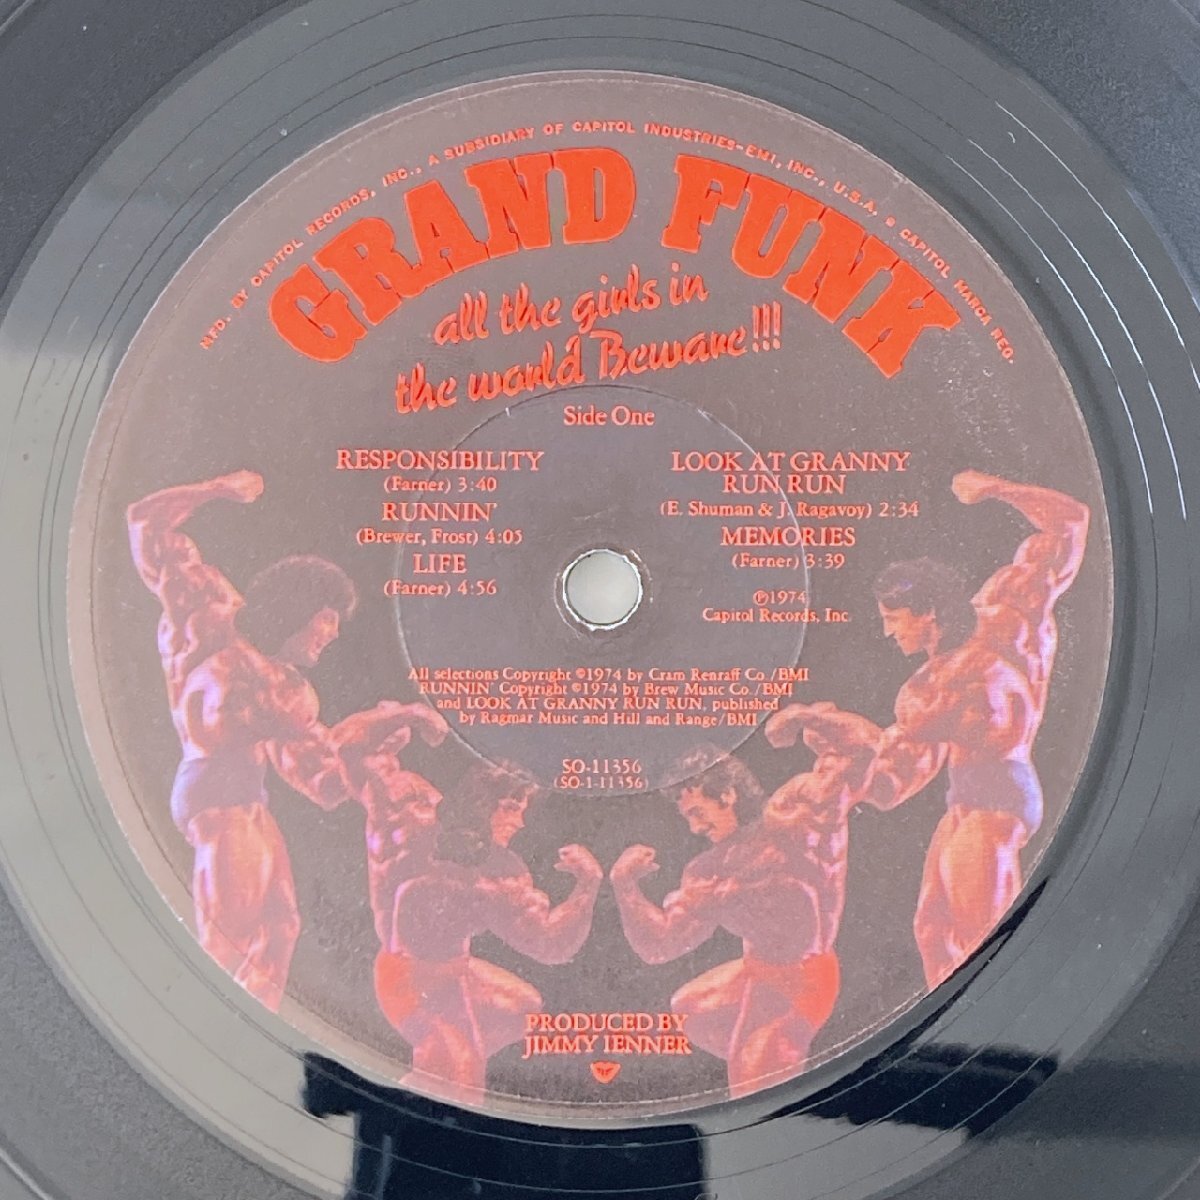 MFD. BY CAPITOL RECORDS, INC., A SUBSIDIARY OF CAPITOL INDUSTRIES-EMI, INC., U.S.A. ® CAPITOL MARCA REG.
GRAND FUNK
all the girls in
the world Beware!!!
Side One
RESPONSIBILITY
(Farner) 3:40
RUNNIN'
(Brewer, Frost) 4:05
LIFE
(Farner) 4:56
LOOK AT GRANNY
RUN RUN
(E. Shuman & J. Ragavoy) 2:34
MEMORIES
(Farner) 3:39
℗1974
Capitol Records, Inc.
All selections Copyright ©1974 by Cram Renraff Co./BMI
RUNNIN' Copyright ©1974 by Brew Music Co./BMI
and LOOK AT GRANNY RUN RUN, published
by Ragmar Music and Hill and Range/BMI
SO-11356
(SO-1-11356)
PRODUCED BY
JIMMY IENNER